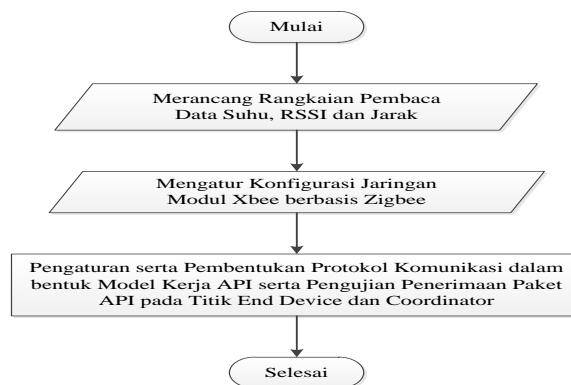 Mulai
Merancang Rangkaian Pembaca
Data Suhu, RSSI dan Jarak
Mengatur Konfigurasi Jaringan
Modul Xbee berbasis Zigbee
Pengaturan serta Pembentukan Protokol Komunikasi dalam
bentuk Model Kerja API serta Pengujian Penerimaan Paket
API pada Titik End Device dan Coordinator
Selesai